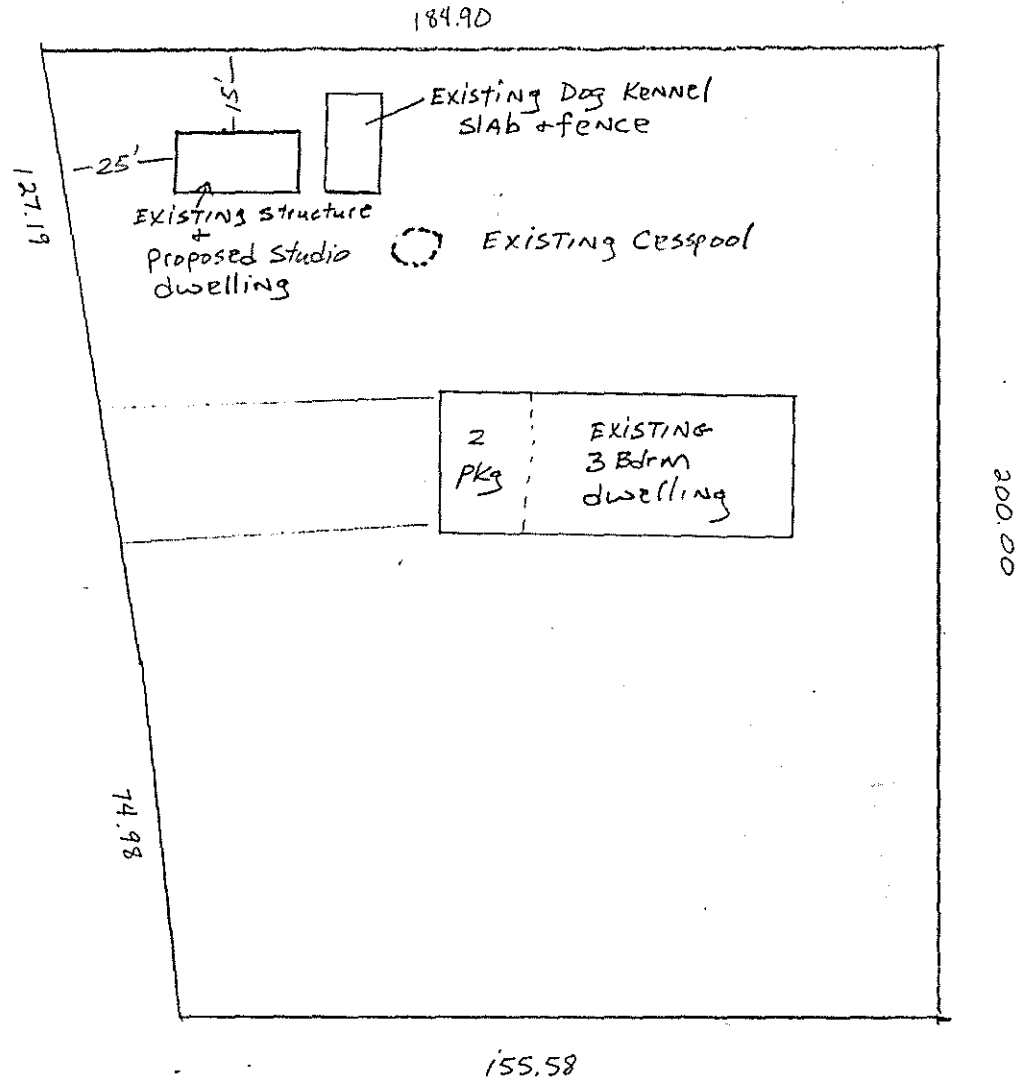 184.90
15'
Existing Dog Kennel
Slab & fence
25'
127.19
Existing structure
&
Proposed Studio
dwelling
Existing Cesspool
2
Pkg
EXISTING
3 Bdrm
dwelling
200.00
74.98
155.58